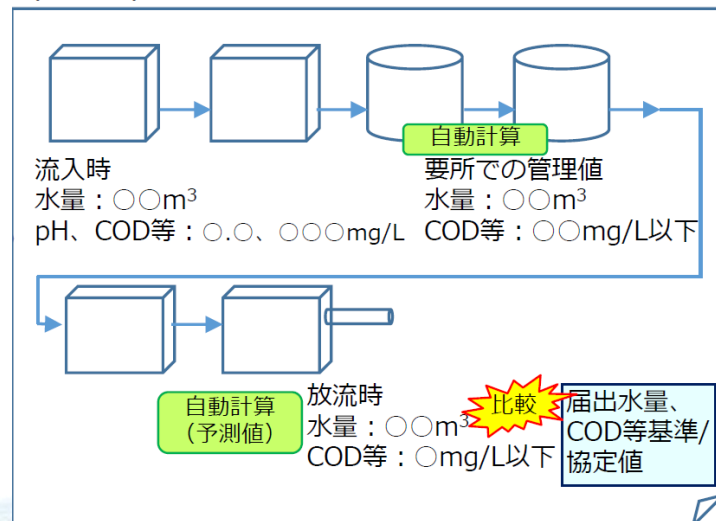 自動計算
流入時
水量：○○m³
pH、COD等：○.○、○○○mg/L
要所での管理値
水量：○○m³
COD等：○○mg/L以下
自動計算
（予測値）
放流時
水量：○○m³
COD等：○mg/L以下
比較
届出水量、
COD等基準/
協定値